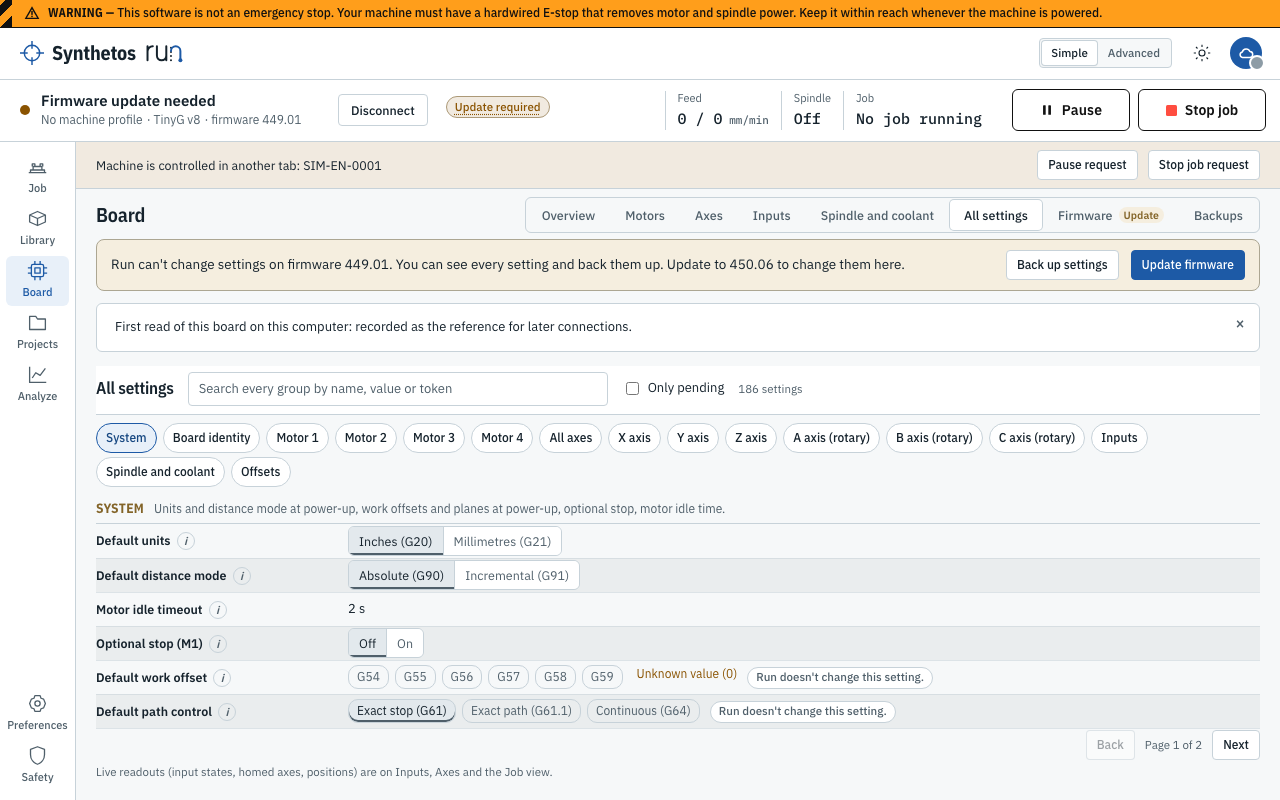 WARNING — This software is not an emergency stop. Your machine must have a hardwired E-stop that removes motor and spindle power. Keep it within reach whenever the machine is powered.
Synthetos run
Simple Advanced
Firmware update needed
No machine profile · TinyG v8 · firmware 449.01
Disconnect
Update required
Feed
0 / 0 mm/min
Spindle
Off
Job
No job running
Pause
Stop job
Job
Library
Board
Projects
Analyze
Preferences
Safety
Machine is controlled in another tab: SIM-EN-0001
Pause request
Stop job request
Board
Overview Motors Axes Inputs Spindle and coolant All settings Firmware Update Backups
Run can't change settings on firmware 449.01. You can see every setting and back them up. Update to 450.06 to change them here.
Back up settings
Update firmware
First read of this board on this computer: recorded as the reference for later connections.
×
All settings
Search every group by name, value or token
Only pending
186 settings
System Board identity Motor 1 Motor 2 Motor 3 Motor 4 All axes X axis Y axis Z axis A axis (rotary) B axis (rotary) C axis (rotary) Inputs
Spindle and coolant Offsets
SYSTEM Units and distance mode at power-up, work offsets and planes at power-up, optional stop, motor idle time.
Default units i Inches (G20) Millimetres (G21)
Default distance mode i Absolute (G90) Incremental (G91)
Motor idle timeout i 2 s
Optional stop (M1) i Off On
Default work offset i G54 G55 G56 G57 G58 G59 Unknown value (0) Run doesn't change this setting.
Default path control i Exact stop (G61) Exact path (G61.1) Continuous (G64) Run doesn't change this setting.
Back Page 1 of 2 Next
Live readouts (input states, homed axes, positions) are on Inputs, Axes and the Job view.